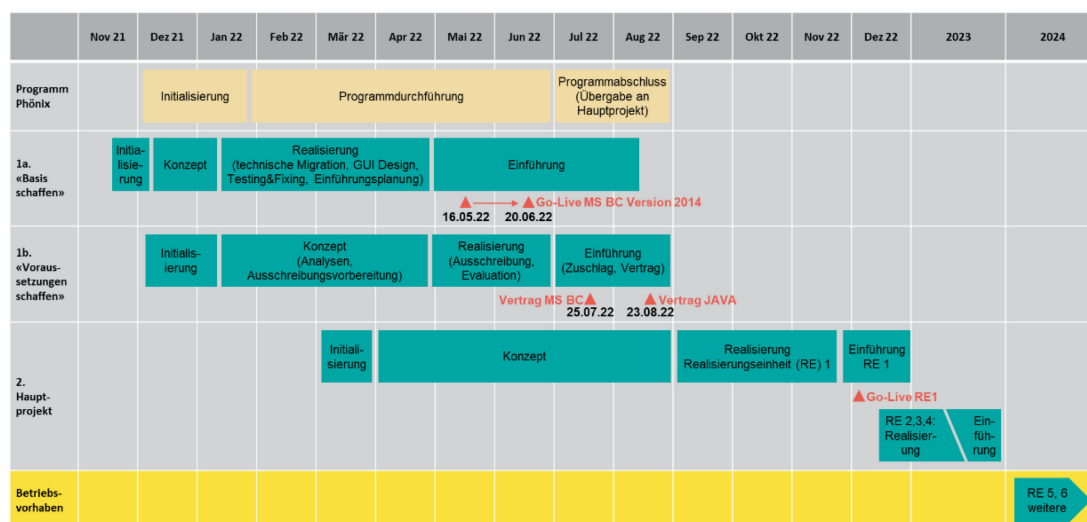 Nov 21 Dez 21 Jan 22 Feb 22 Mär 22 Apr 22 Mai 22 Jun 22 Jul 22 Aug 22 Sep 22 Okt 22 Nov 22 Dez 22 2023 2024
Programm
Phönix
Initialisierung
Programmdurchführung
Programmabschluss
(Übergabe an
Hauptprojekt)
1a.
«Basis
schaffen»
Initia-
lisie-
rung
Konzept
Realisierung
(technische Migration, GUI Design,
Testing&Fixing, Einführungsplanung)
Einführung
Go-Live MS BC Version 2014
16.05.22 20.06.22
1b.
«Voraus-
setzungen
schaffen»
Initialis-
ierung
Konzept
(Analysen,
Ausschreibungsvorbereitung)
Realisierung
(Ausschreibung,
Evaluation)
Einführung
(Zuschlag, Vertrag)
Vertrag MS BC Vertrag JAVA
25.07.22 23.08.22
2.
Haupt-
projekt
Initiali-
sierung
Konzept
Realisierung
Realisierungseinheit (RE) 1
Einführung
RE 1
Go-Live RE1
RE 2,3,4:
Realisier-
ung
Ein-
füh-
rung
Betriebs-
vorhaben
RE 5, 6
weitere